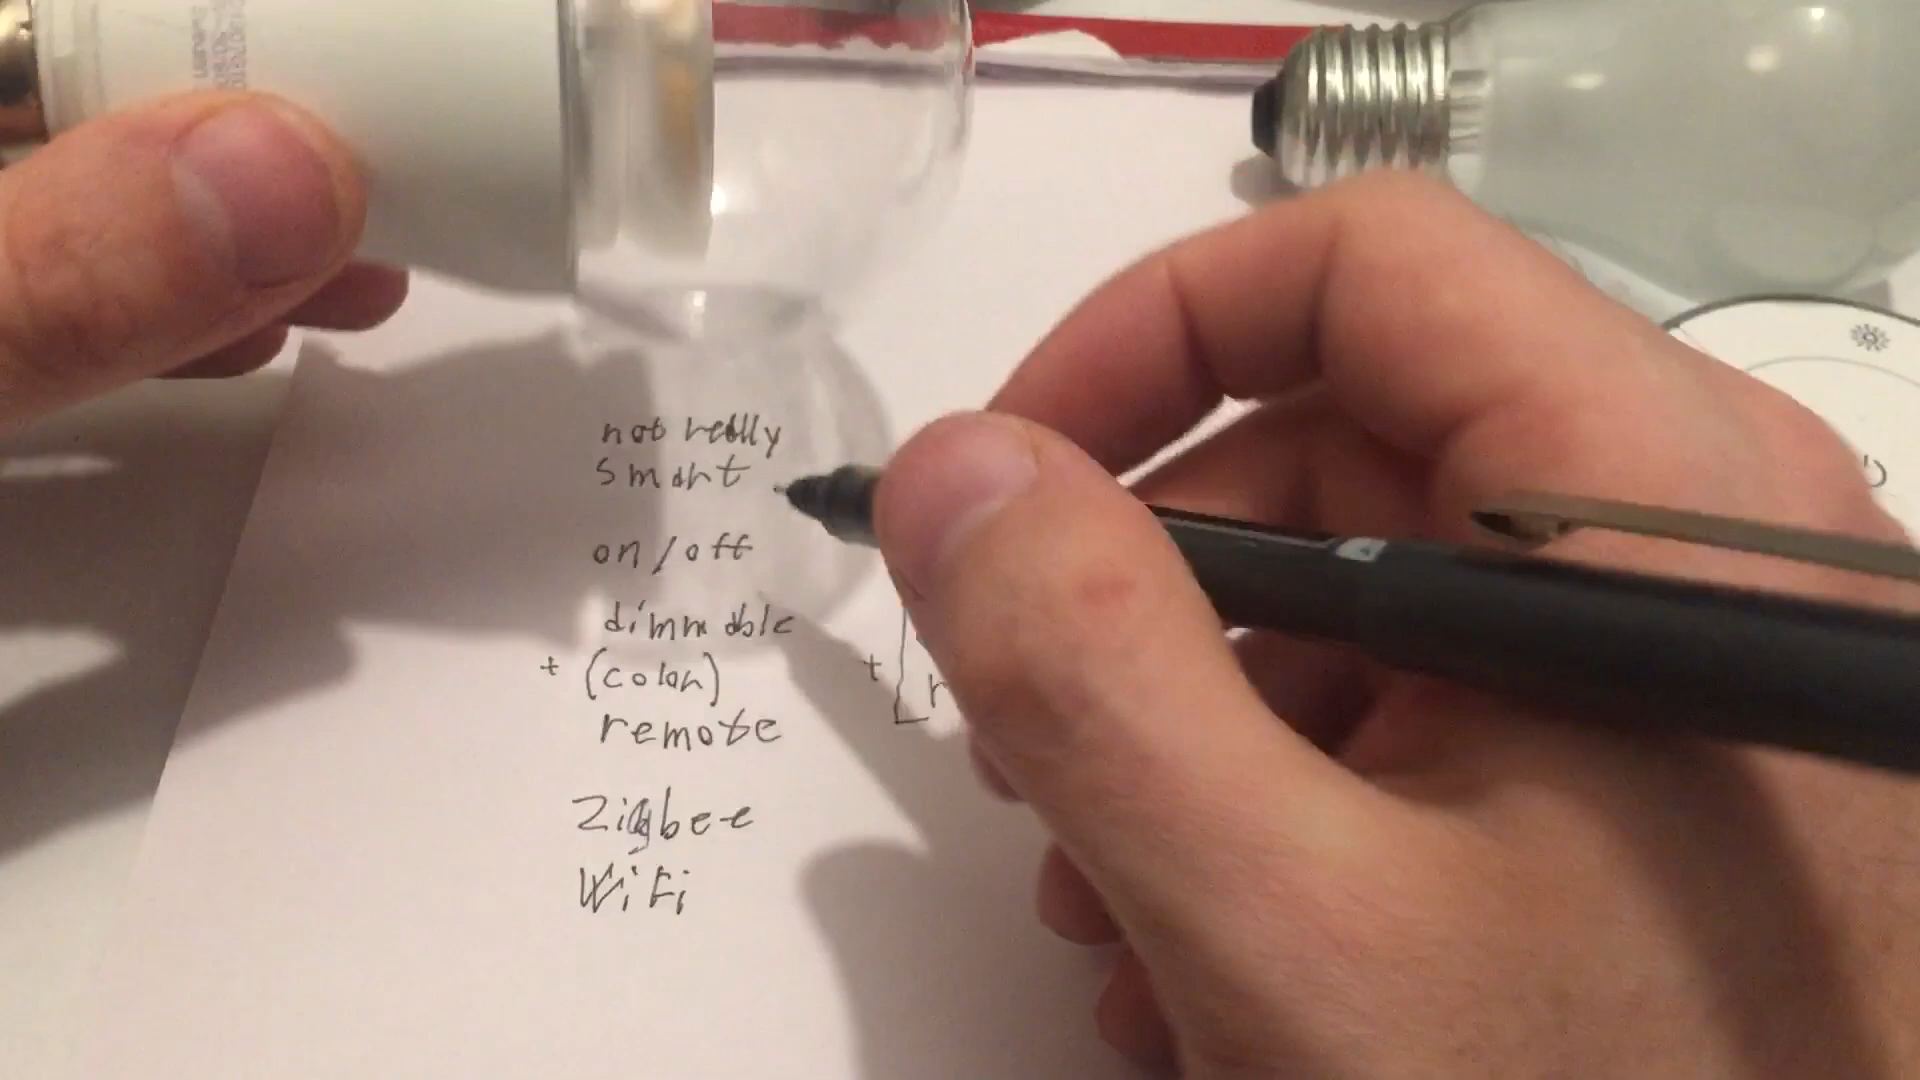 not really
smart
on/off
dimmable
+ (color)
remote
+ [ r
Zigbee
WiFi